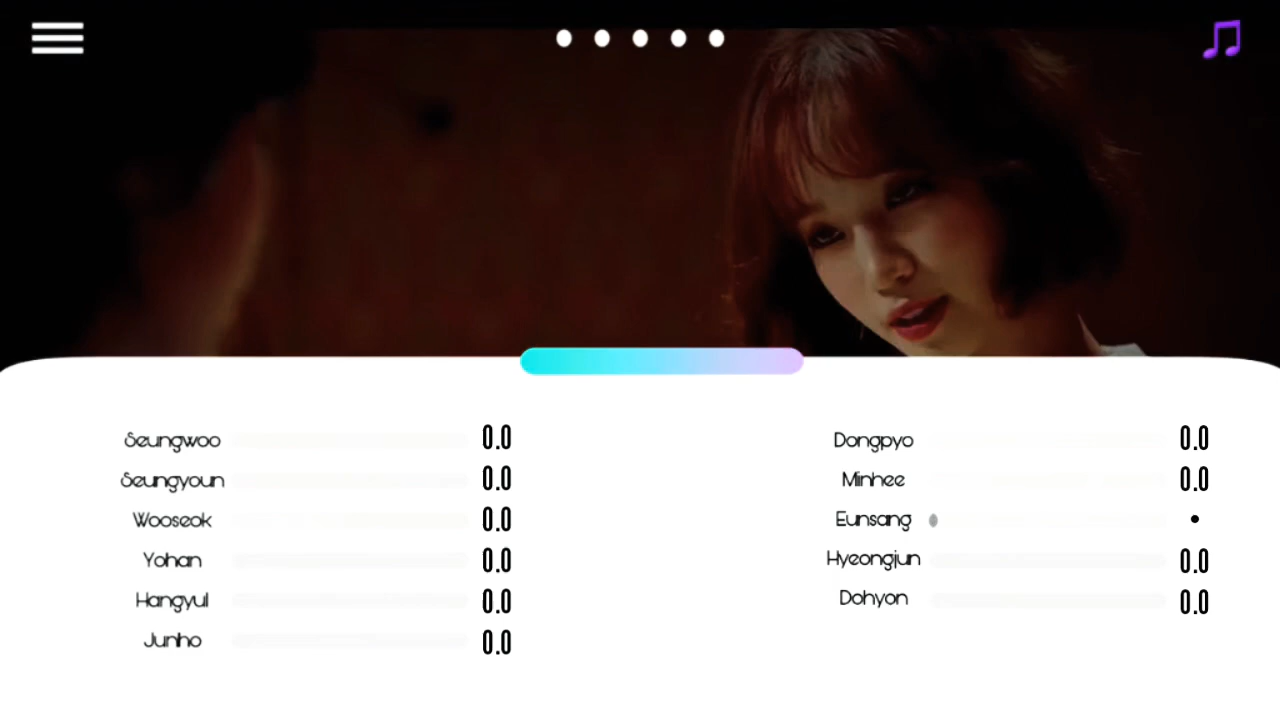 Seungwoo 0.0
Seungyoun 0.0
Wooseok 0.0
Yohan 0.0
Hangyul 0.0
Junho 0.0
Dongpyo 0.0
Minhee 0.0
Eunsang .
Hyeongjun 0.0
Dohyon 0.0